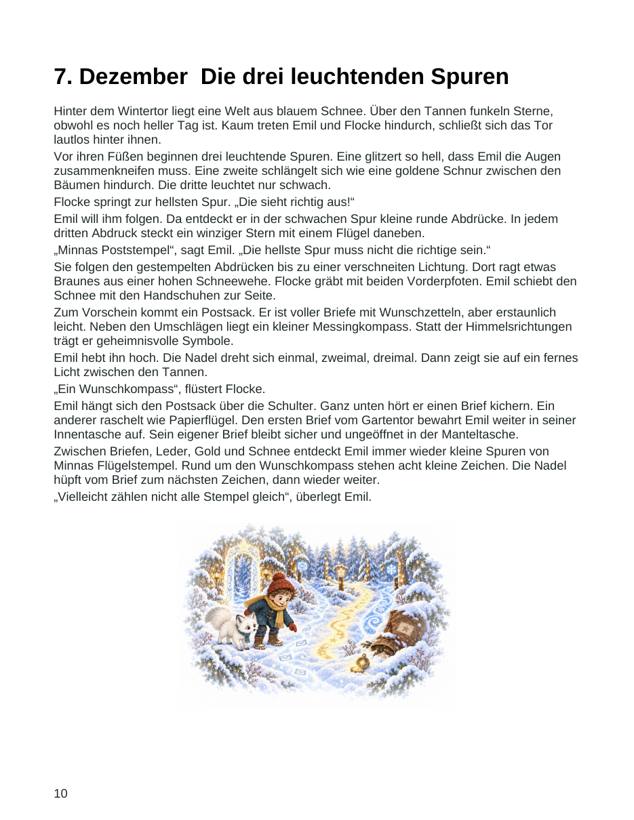 7. Dezember  Die drei leuchtenden Spuren
Hinter dem Wintertor liegt eine Welt aus blauem Schnee. Über den Tannen funkeln Sterne,
obwohl es noch heller Tag ist. Kaum treten Emil und Flocke hindurch, schließt sich das Tor
lautlos hinter ihnen.
Vor ihren Füßen beginnen drei leuchtende Spuren. Eine glitzert so hell, dass Emil die Augen
zusammenkneifen muss. Eine zweite schlängelt sich wie eine goldene Schnur zwischen den
Bäumen hindurch. Die dritte leuchtet nur schwach.
Flocke springt zur hellsten Spur. „Die sieht richtig aus!“
Emil will ihm folgen. Da entdeckt er in der schwachen Spur kleine runde Abdrücke. In jedem
dritten Abdruck steckt ein winziger Stern mit einem Flügel daneben.
„Minnas Poststempel“, sagt Emil. „Die hellste Spur muss nicht die richtige sein.“
Sie folgen den gestempelten Abdrücken bis zu einer verschneiten Lichtung. Dort ragt etwas
Braunes aus einer hohen Schneewehe. Flocke gräbt mit beiden Vorderpfoten. Emil schiebt den
Schnee mit den Handschuhen zur Seite.
Zum Vorschein kommt ein Postsack. Er ist voller Briefe mit Wunschzetteln, aber erstaunlich
leicht. Neben den Umschlägen liegt ein kleiner Messingkompass. Statt der Himmelsrichtungen
trägt er geheimnisvolle Symbole.
Emil hebt ihn hoch. Die Nadel dreht sich einmal, zweimal, dreimal. Dann zeigt sie auf ein fernes
Licht zwischen den Tannen.
„Ein Wunschkompass“, flüstert Flocke.
Emil hängt sich den Postsack über die Schulter. Ganz unten hört er einen Brief kichern. Ein
anderer raschelt wie Papierflügel. Den ersten Brief vom Gartentor bewahrt Emil weiter in seiner
Innentasche auf. Sein eigener Brief bleibt sicher und ungeöffnet in der Manteltasche.
Zwischen Briefen, Leder, Gold und Schnee entdeckt Emil immer wieder kleine Spuren von
Minnas Flügelstempel. Rund um den Wunschkompass stehen acht kleine Zeichen. Die Nadel
hüpft vom Brief zum nächsten Zeichen, dann wieder weiter.
„Vielleicht zählen nicht alle Stempel gleich“, überlegt Emil.
10